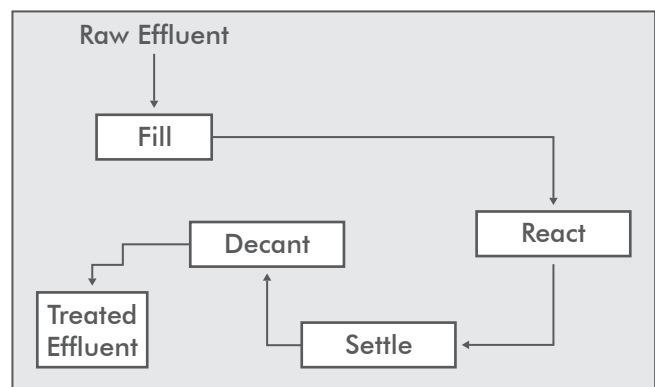 Raw Effluent
Fill
React
Settle
Decant
Treated
Effluent